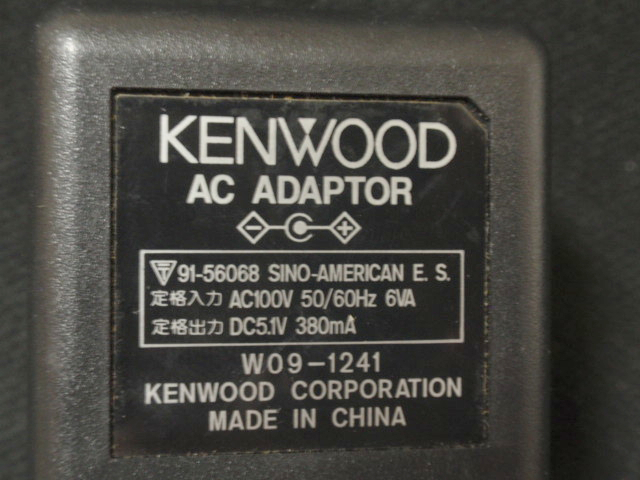 KENWOOD
AC ADAPTOR
91-56068 SINO-AMERICAN E. S.
定格入力 AC100V 50/60Hz 6VA
定格出力 DC5.1V 380mA
W09-1241
KENWOOD CORPORATION
MADE IN CHINA